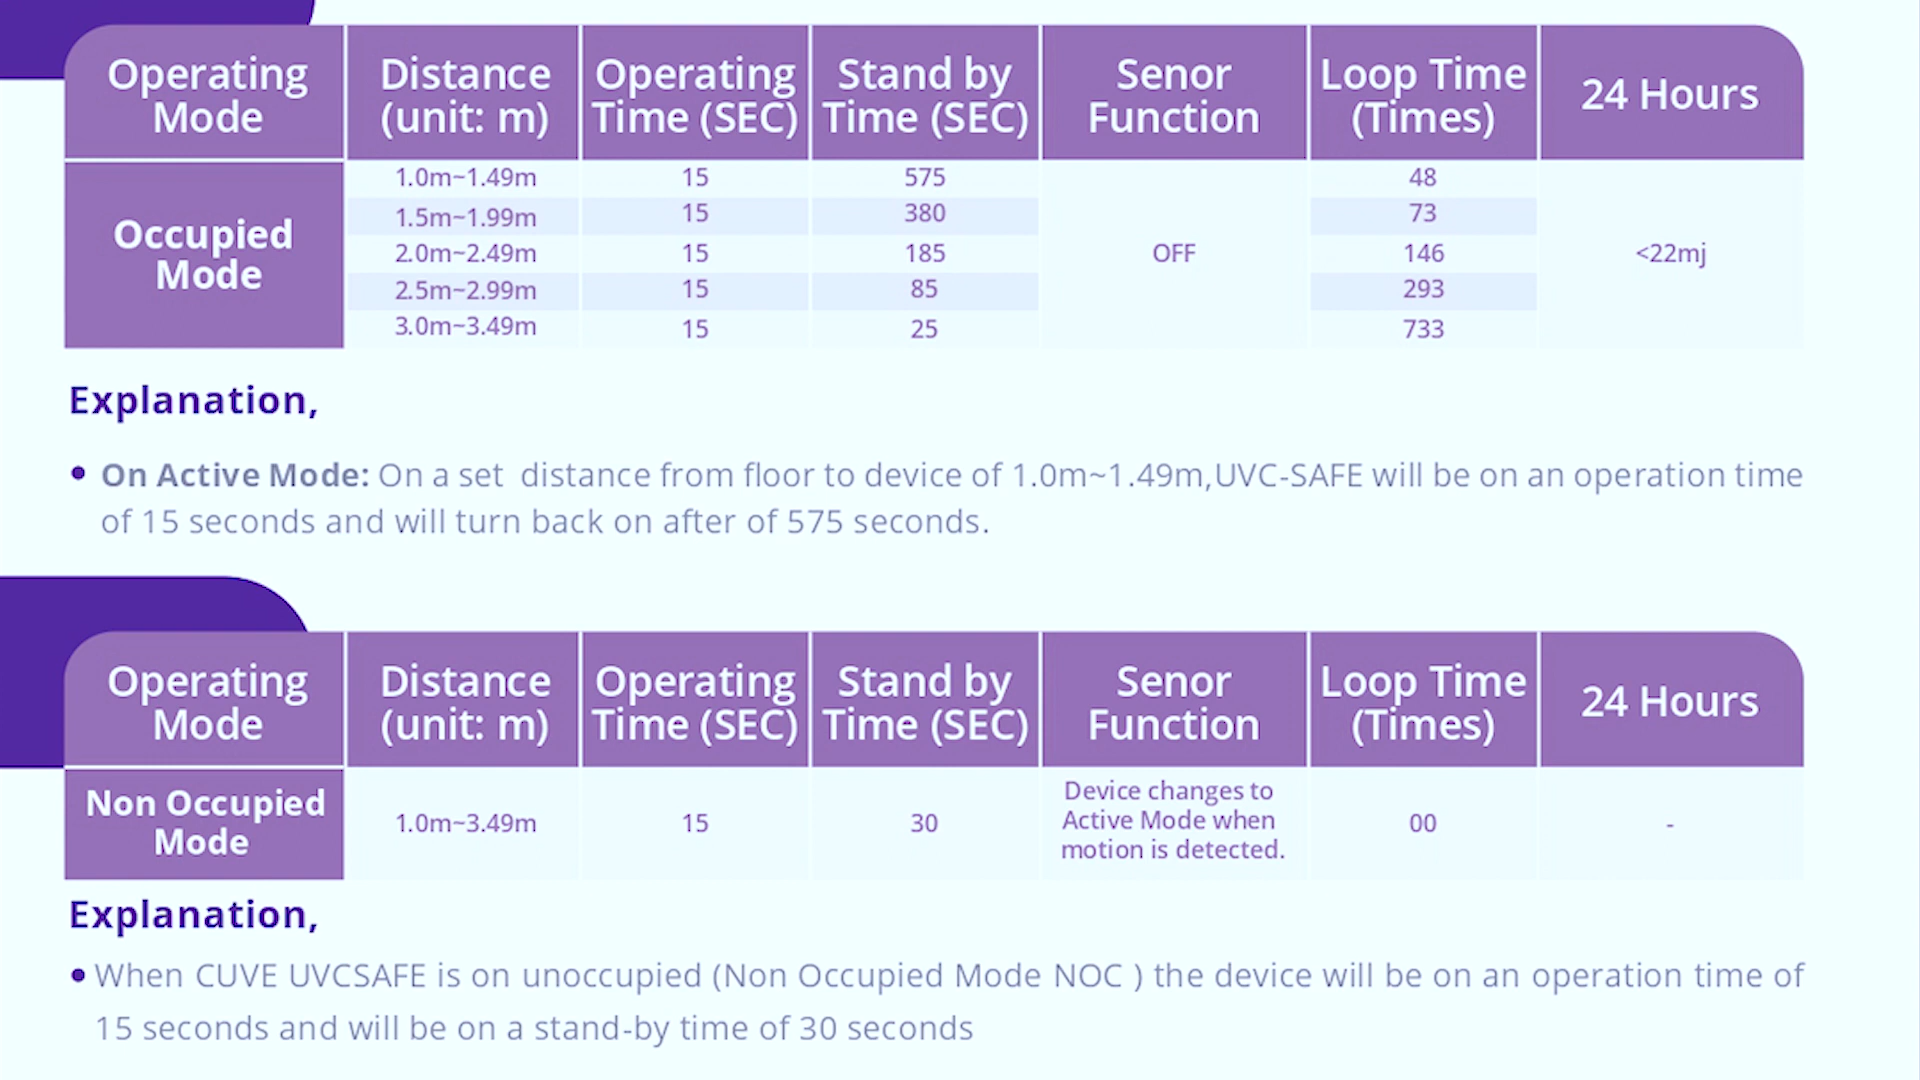 Operating Mode Distance (unit: m) Operating Time (SEC) Stand by Time (SEC) Senor Function Loop Time (Times) 24 Hours
Occupied Mode
1.0m~1.49m 15 575 48
1.5m~1.99m 15 380 73
2.0m~2.49m 15 185 OFF 146 <22mj
2.5m~2.99m 15 85 293
3.0m~3.49m 15 25 733
Explanation,
• On Active Mode: On a set distance from floor to device of 1.0m~1.49m,UVC-SAFE will be on an operation time
of 15 seconds and will turn back on after of 575 seconds.
Operating Mode Distance (unit: m) Operating Time (SEC) Stand by Time (SEC) Senor Function Loop Time (Times) 24 Hours
Non Occupied Mode 1.0m~3.49m 15 30 Device changes to Active Mode when motion is detected. 00 -
Explanation,
• When CUVE UVCSAFE is on unoccupied (Non Occupied Mode NOC ) the device will be on an operation time of
15 seconds and will be on a stand-by time of 30 seconds